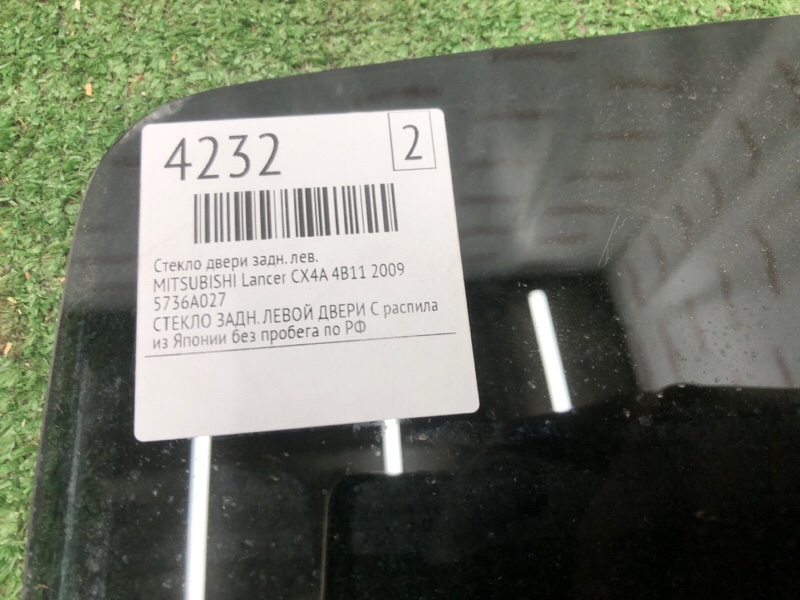 4232
2
Стекло двери задн. лев.
MITSUBISHI Lancer CX4A 4B11 2009
5736A027
СТЕКЛО ЗАДН. ЛЕВОЙ ДВЕРИ С распила
из Японии без пробега по РФ